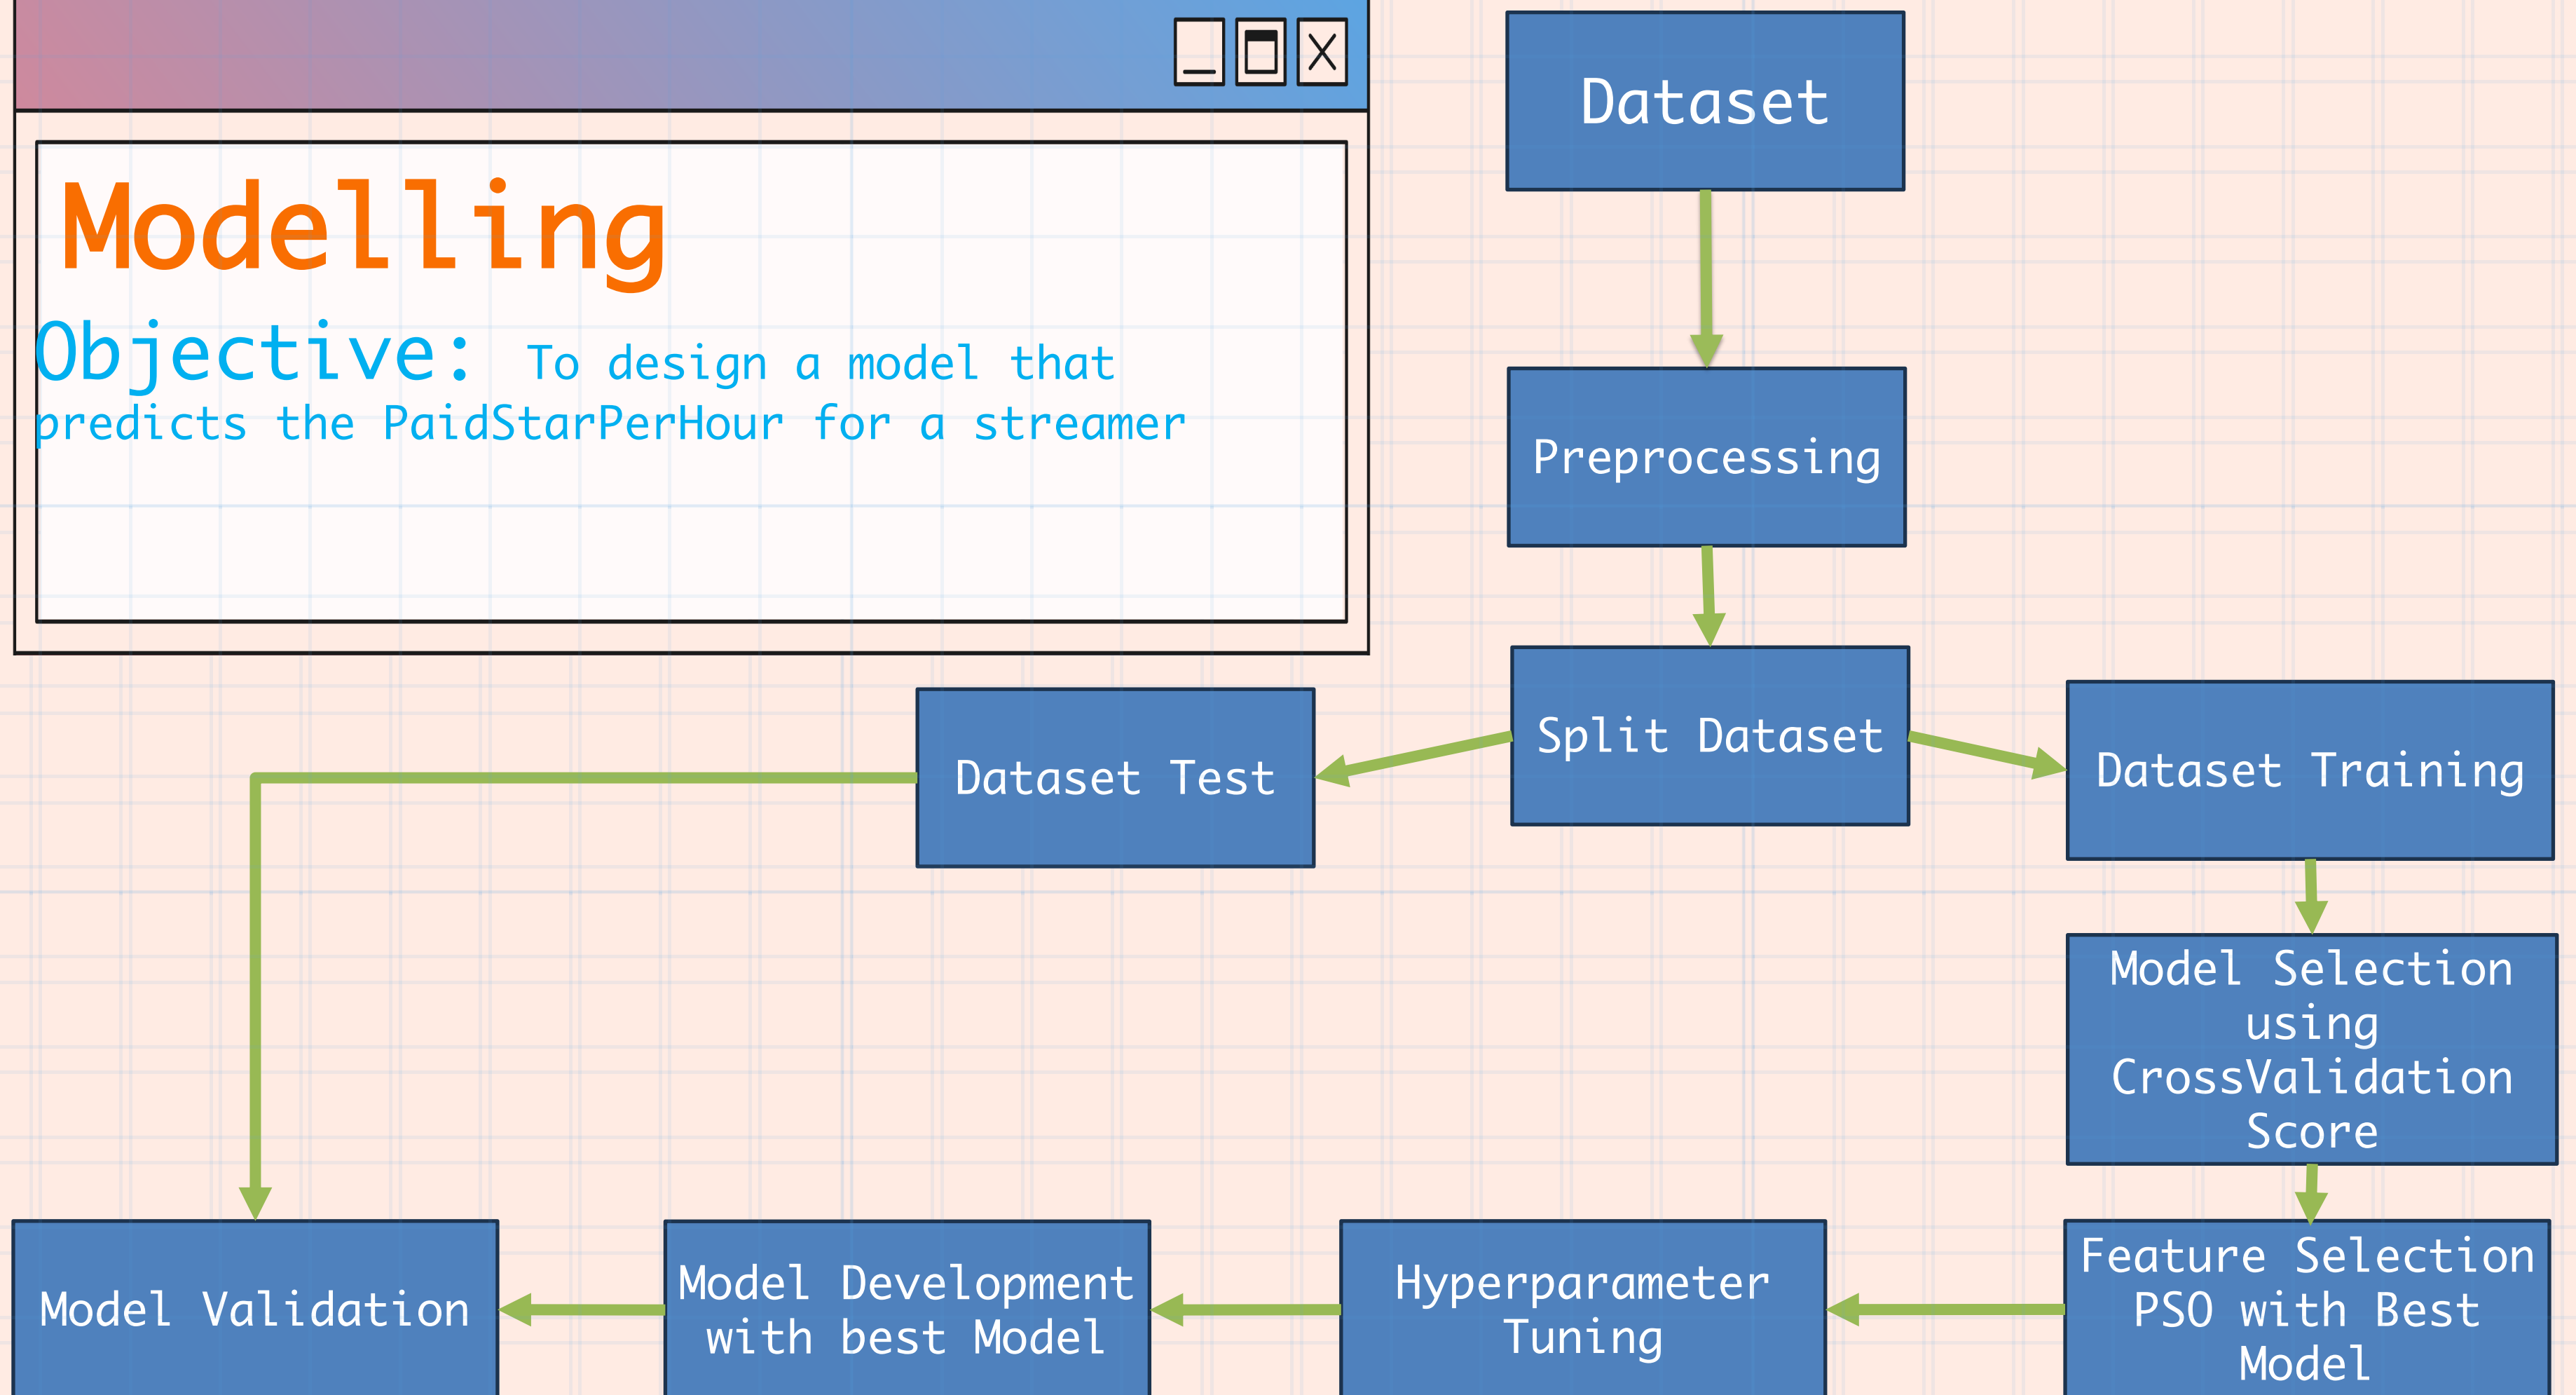 Modelling
Objective: To design a model that
predicts the PaidStarPerHour for a streamer
Dataset
Preprocessing
Split Dataset
Dataset Test
Dataset Training
Model Selection
using
CrossValidation
Score
Feature Selection
PSO with Best
Model
Hyperparameter
Tuning
Model Development
with best Model
Model Validation